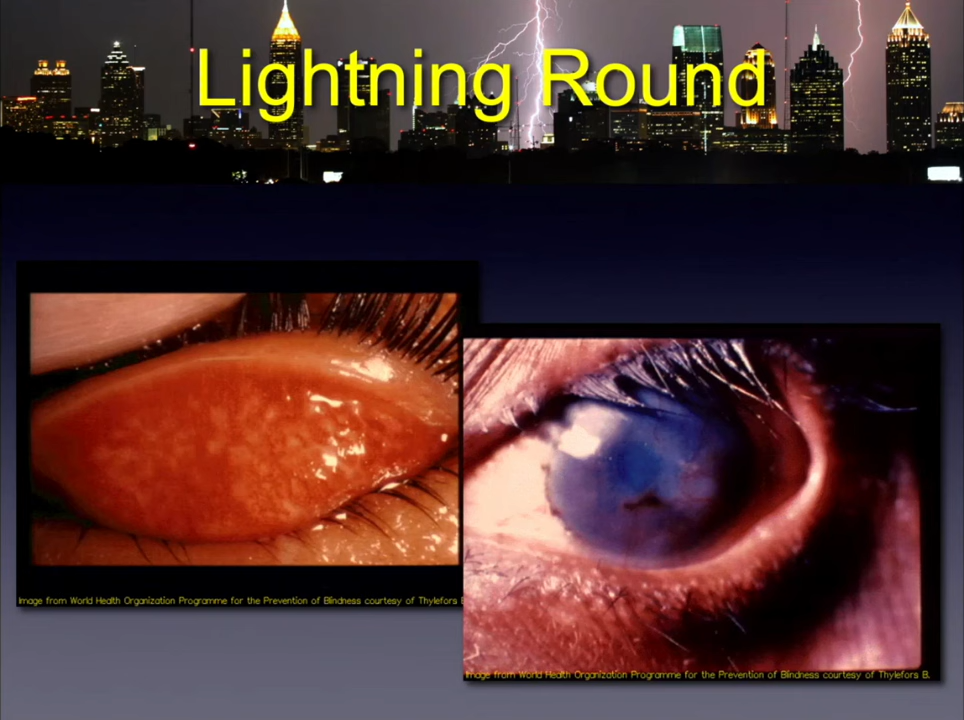 Lightning Round
Image from World Health Organization Programme for the Prevention of Blindness courtesy of Thylefors
Image from World Health Organization Programme for the Prevention of Blindness courtesy of Thylefors B.